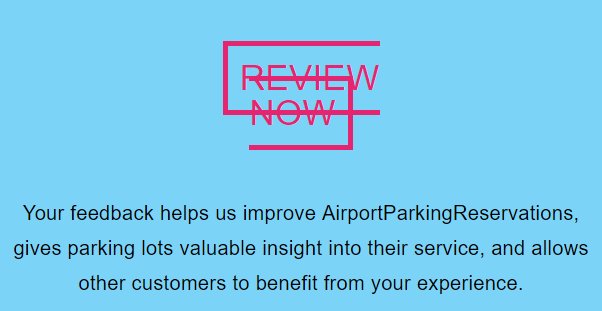 REVIEW
NOW
Your feedback helps us improve AirportParkingReservations,
gives parking lots valuable insight into their service, and allows
other customers to benefit from your experience.